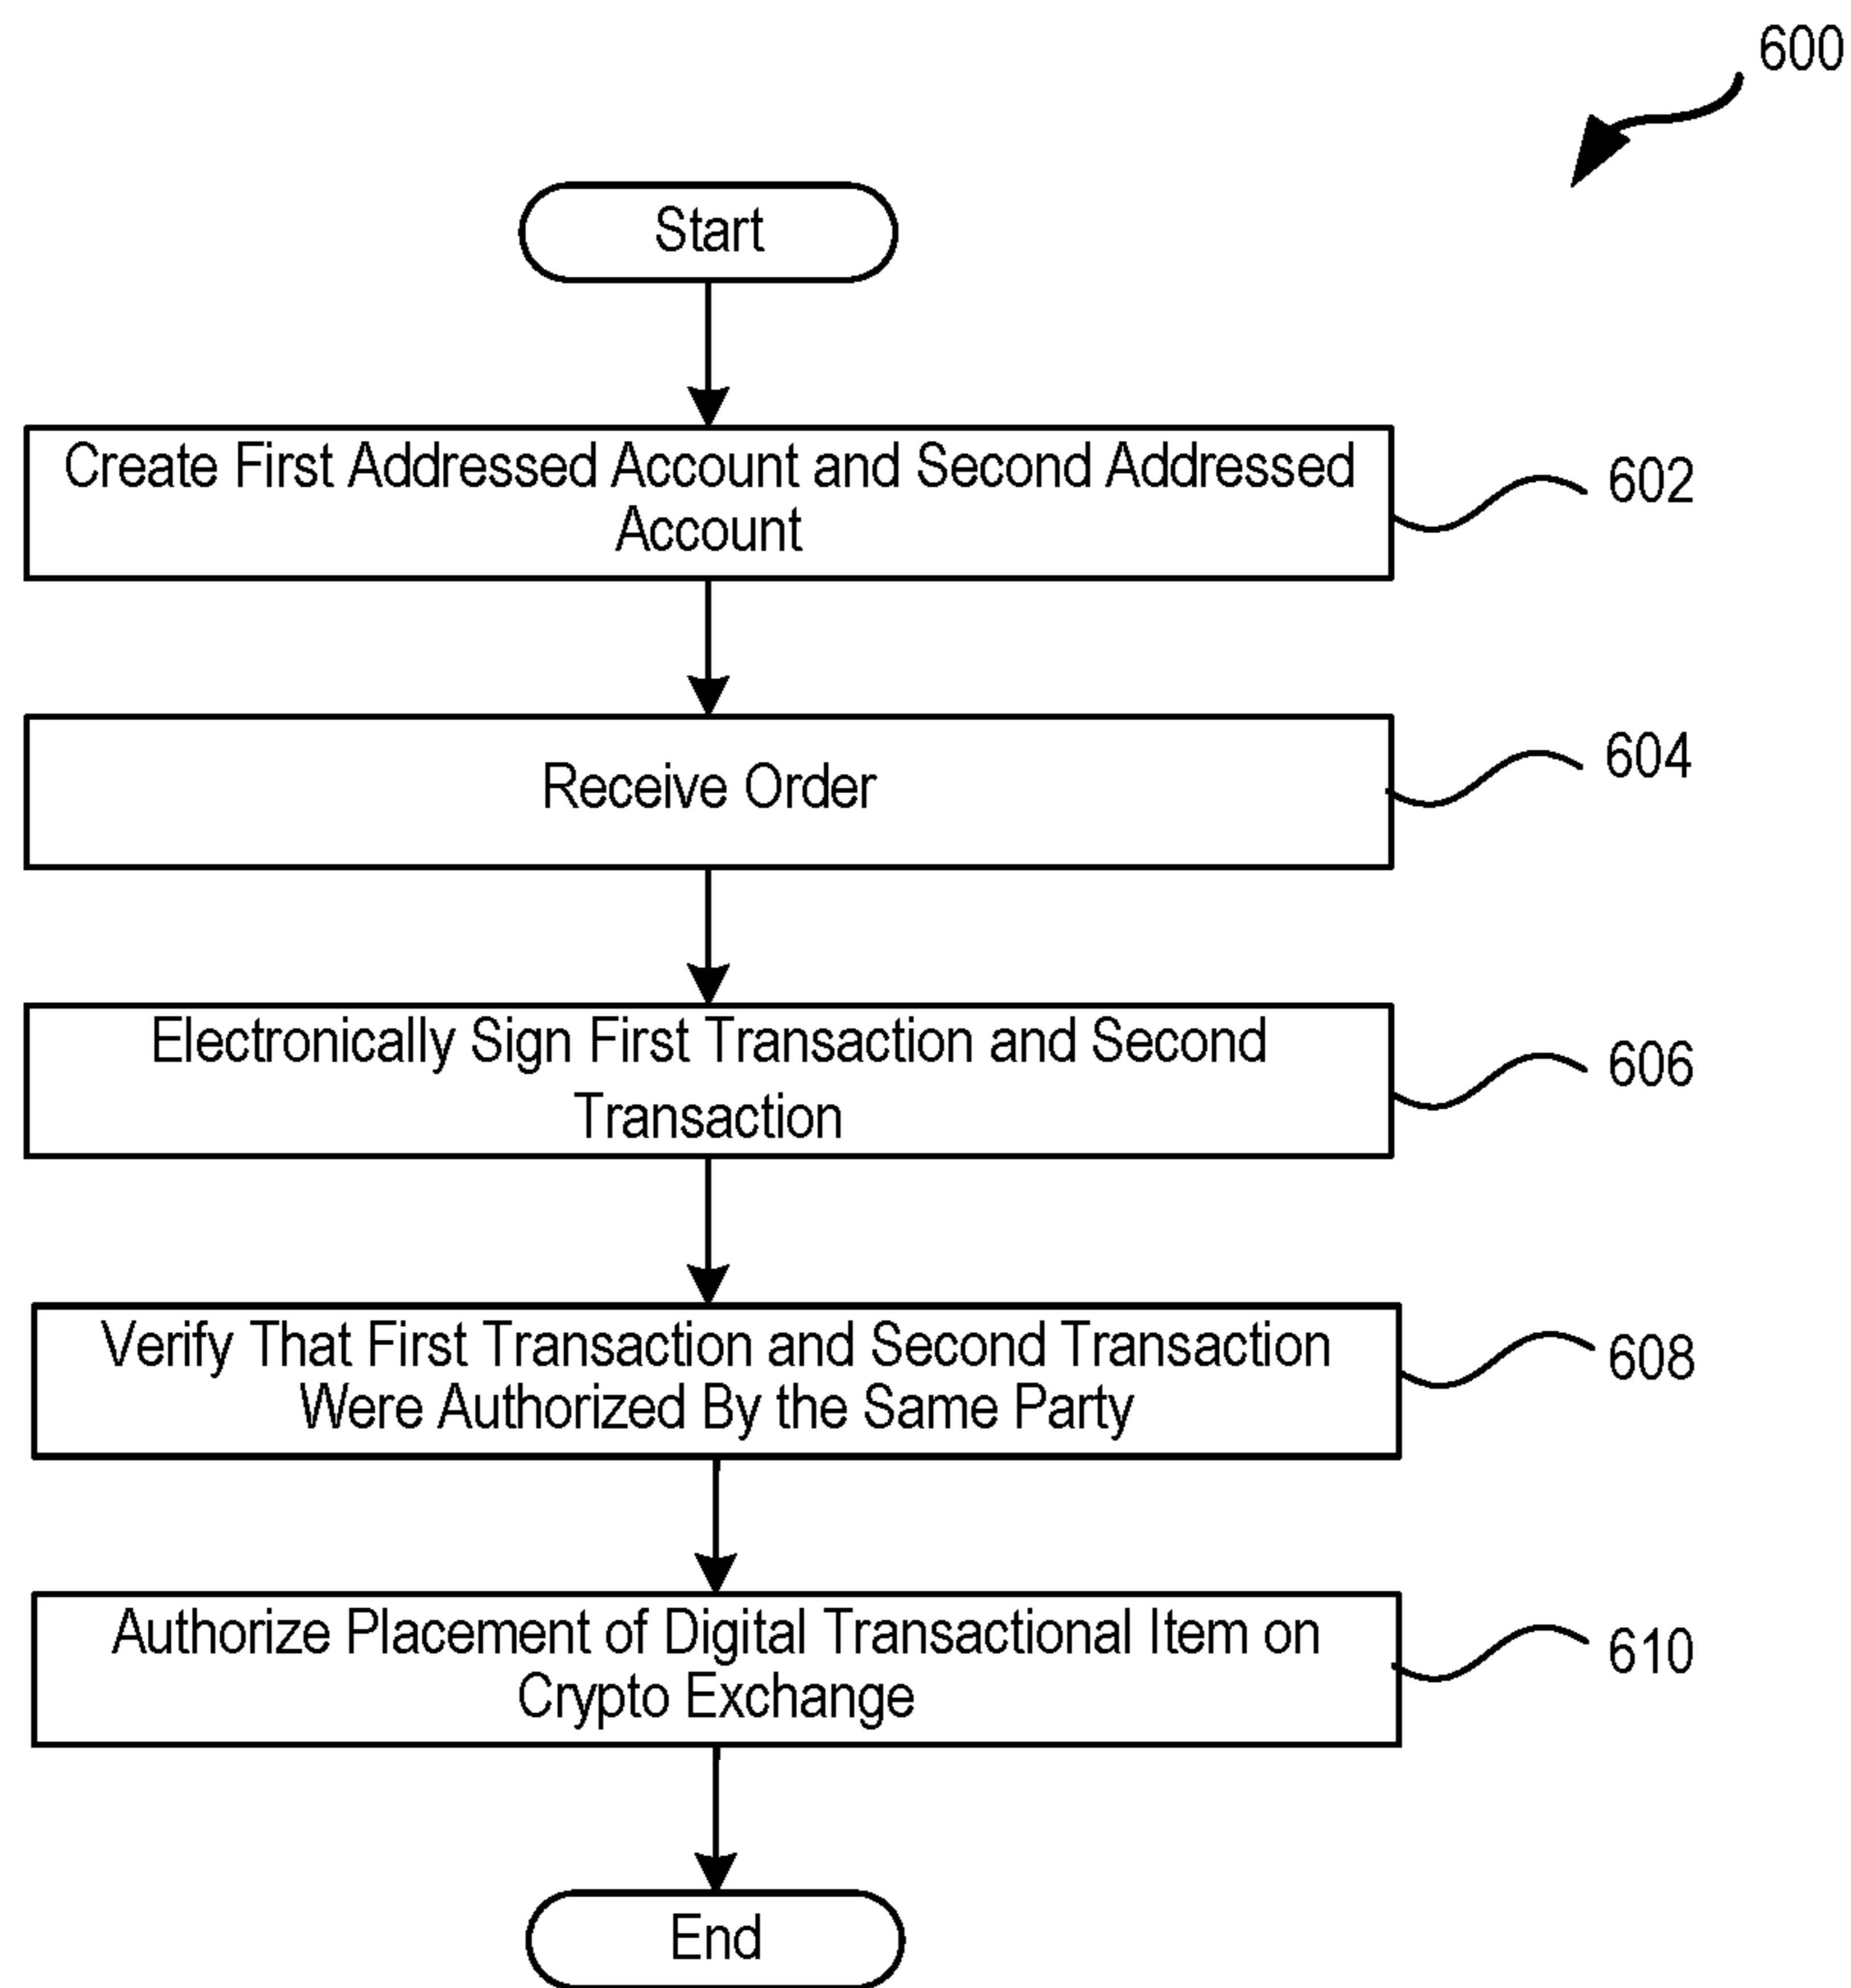 600
Start
Create First Addressed Account and Second Addressed
Account
602
Receive Order
604
Electronically Sign First Transaction and Second
Transaction
606
Verify That First Transaction and Second Transaction
Were Authorized By the Same Party
608
Authorize Placement of Digital Transactional Item on
Crypto Exchange
610
End